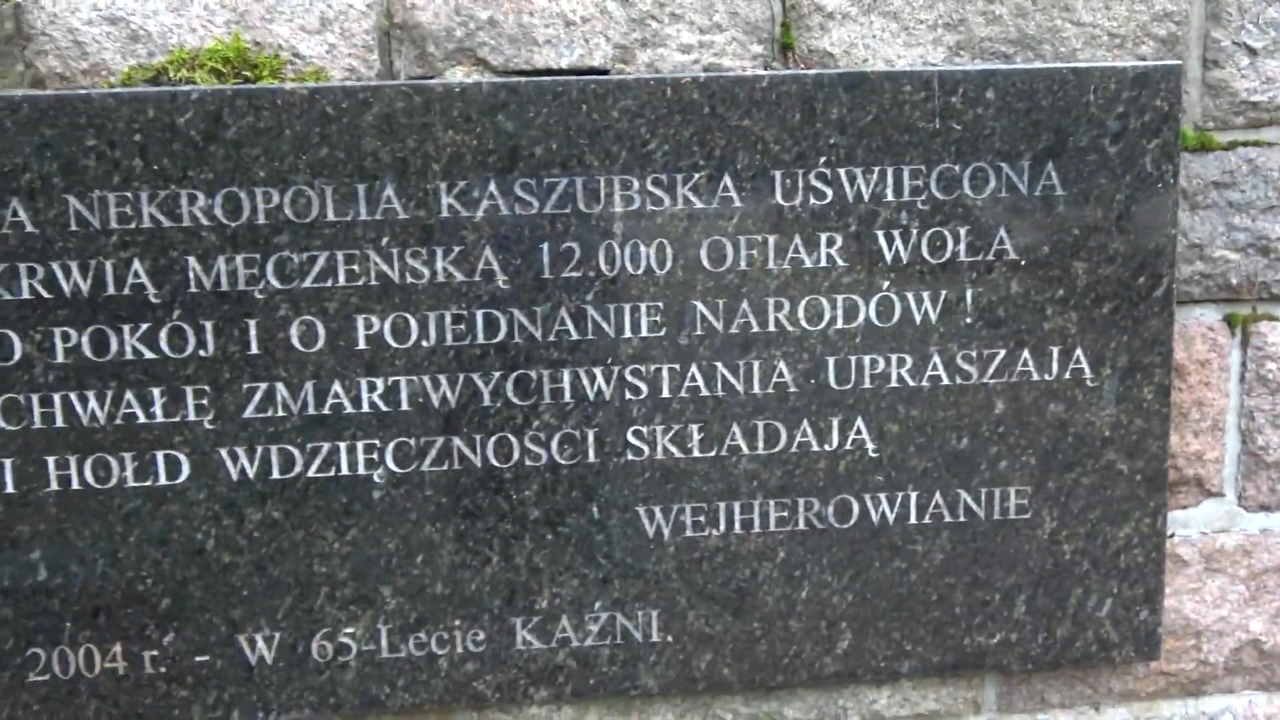 A NEKROPOLIA KASZUBSKA UŚWIĘCONA
KRWIĄ MĘCZEŃSKĄ 12.000 OFIAR WOŁA
O POKÓJ I O POJEDNANIE NARODÓW !
CHWAŁĘ ZMARTWYCHWSTANIA UPRASZAJĄ
I HOŁD WDZIĘCZNOŚCI SKŁADAJĄ
WEJHEROWIANIE
2004 r. - W 65-Lecie KAŹNI.